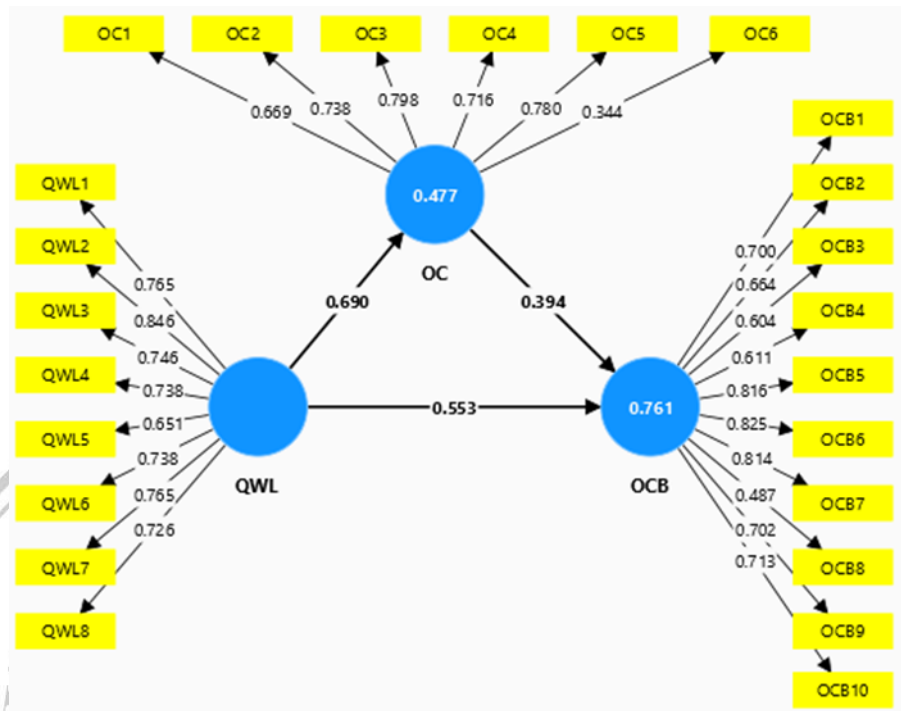 OC1 OC2 OC3 OC4 OC5 OC6
0.669 0.738 0.798 0.716 0.780 0.344
0.477
OC
QWL1
QWL2
QWL3
QWL4
QWL5
QWL6
QWL7
QWL8
0.765
0.846
0.746
0.738
0.651
0.738
0.765
0.726
QWL
0.690
0.394
0.553
0.761
OCB
0.700
0.664
0.604
0.611
0.816
0.825
0.814
0.487
0.702
0.713
OCB1
OCB2
OCB3
OCB4
OCB5
OCB6
OCB7
OCB8
OCB9
OCB10